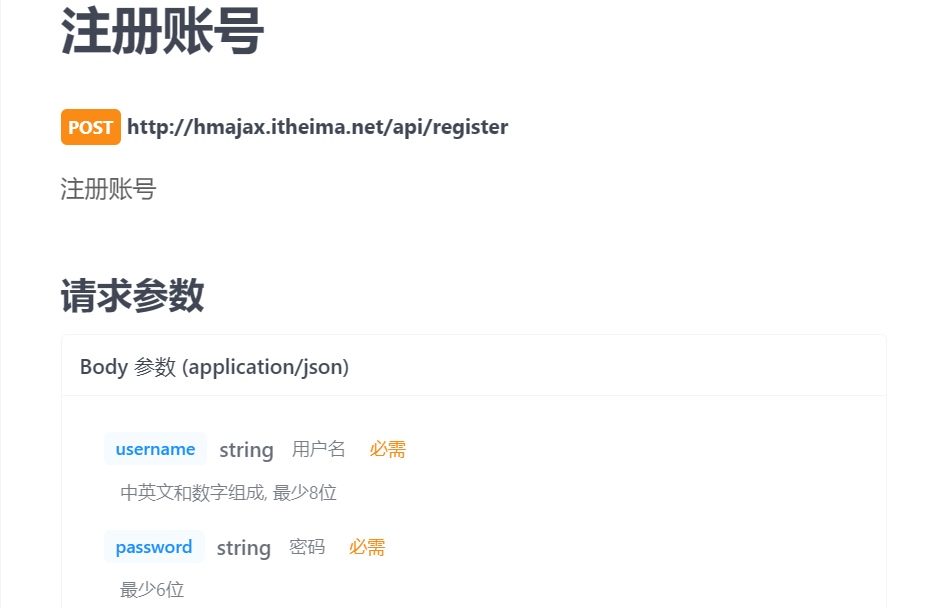 注册账号
POST http://hmajax.itheima.net/api/register
注册账号
请求参数
Body 参数 (application/json)
username string 用户名 必需
中英文和数字组成, 最少8位
password string 密码 必需
最少6位